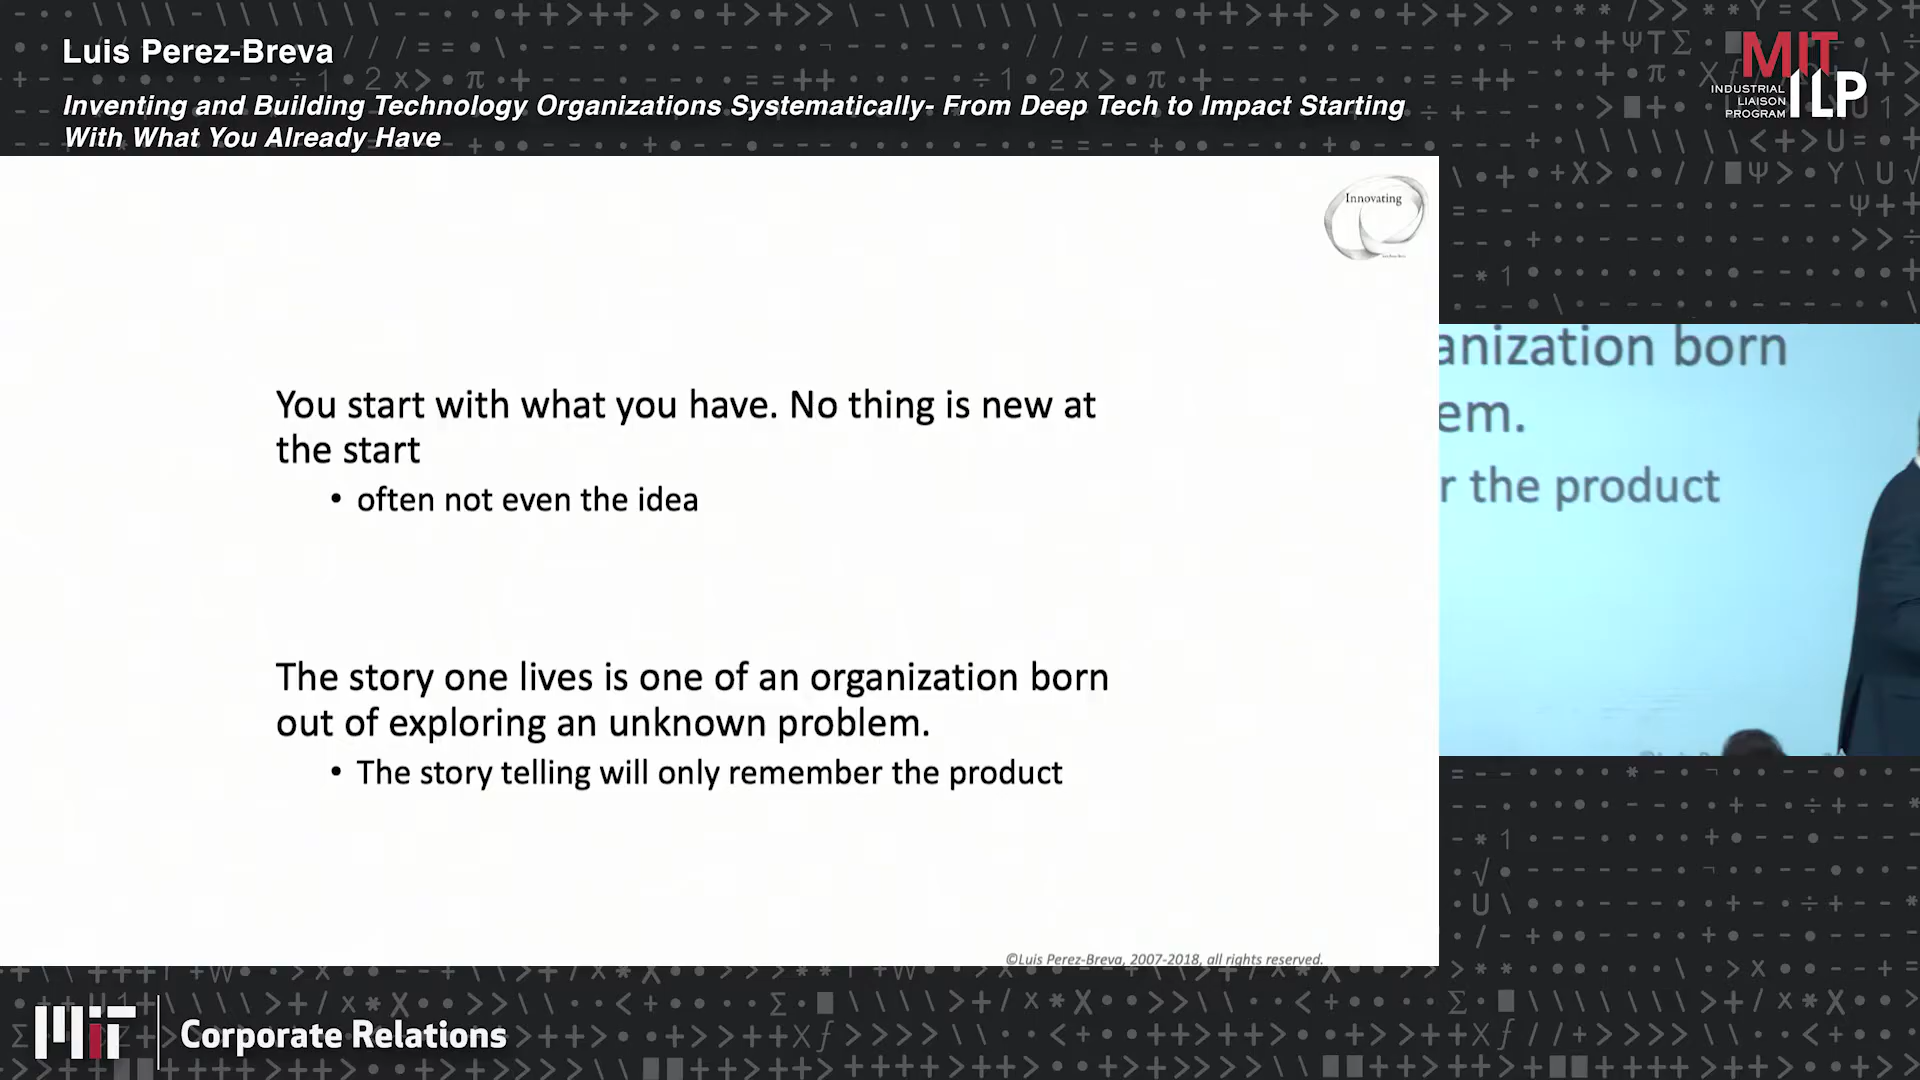 Luis Perez-Breva
Inventing and Building Technology Organizations Systematically- From Deep Tech to Impact Starting
With What You Already Have
MIT
INDUSTRIAL
LIAISON
PROGRAM
ILP
Innovating
You start with what you have. No thing is new at
the start
• often not even the idea
The story one lives is one of an organization born
out of exploring an unknown problem.
• The story telling will only remember the product
©Luis Perez-Breva, 2007-2018, all rights reserved.
anization born
em.
r the product
MIT
Corporate Relations